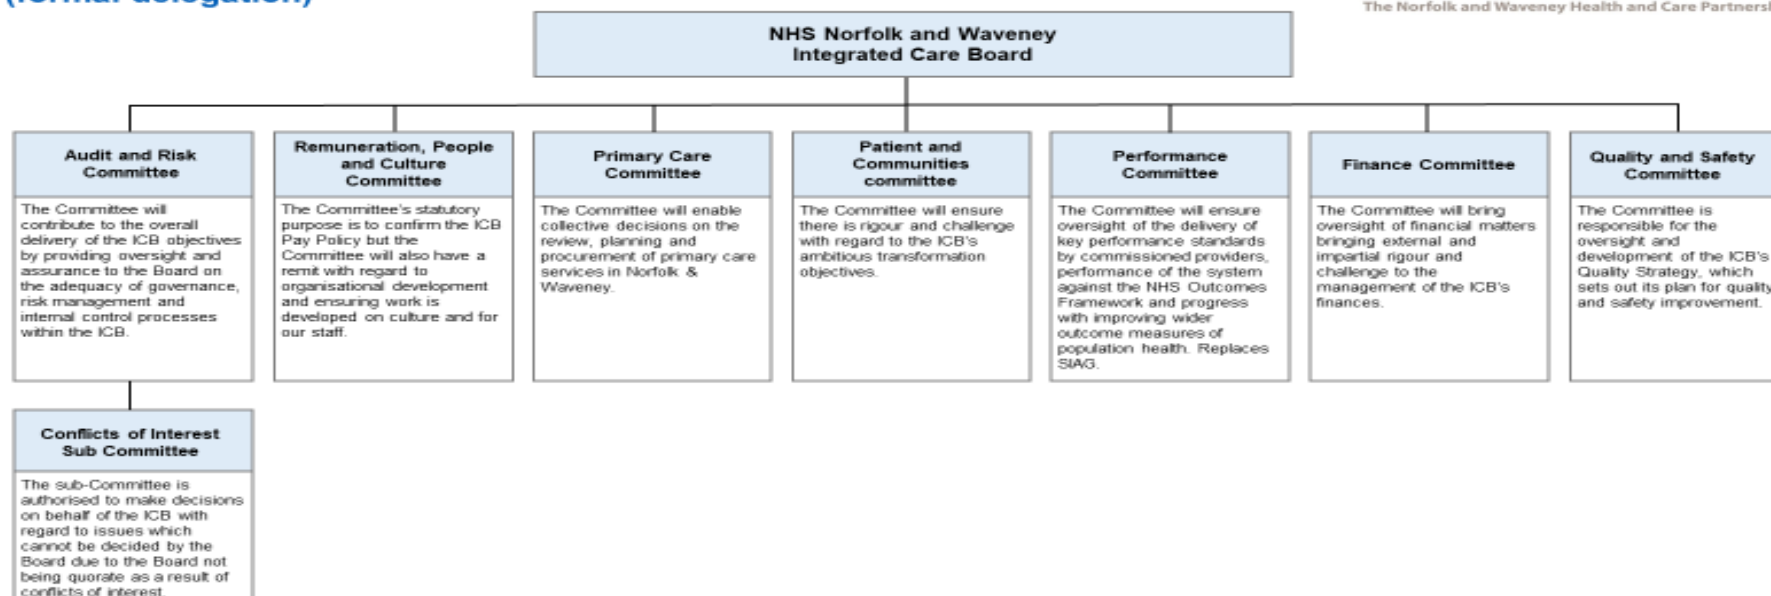 (formal delegation)
The Norfolk and Waveney Health and Care Partners
NHS Norfolk and Waveney
Integrated Care Board
Audit and Risk
Committee
The Committee will
contribute to the overall
delivery of the ICB objectives
by providing oversight and
assurance to the Board on
the adequacy of governance,
risk management and
internal control processes
within the ICB.
Remuneration, People
and Culture
Committee
The Committee's statutory
purpose is to confirm the ICB
Pay Policy but the
Committee will also have a
remit with regard to
organisational development
and ensuring work is
developed on culture and for
our staff.
Primary Care
Committee
The Committee will enable
collective decisions on the
review, planning and
procurement of primary care
services in Norfolk &
Waveney.
Patient and
Communities
committee
The Committee will ensure
there is rigour and challenge
with regard to the ICB's
ambitious transformation
objectives.
Performance
Committee
The Committee will ensure
oversight of the delivery of
key performance standards
by commissioned providers,
performance of the system
against the NHS Outcomes
Framework and progress
with improving wider
outcome measures of
population health. Replaces
SIAG.
Finance Committee
The Committee will bring
oversight of financial matters
bringing external and
impartial rigour and
challenge to the
management of the ICB's
finances.
Quality and Safety
Committee
The Committee is
responsible for the
oversight and
development of the ICB's
Quality Strategy, which
sets out its plan for quality
and safety improvement.
Conflicts of Interest
Sub Committee
The sub-Committee is
authorised to make decisions
on behalf of the ICB with
regard to issues which
cannot be decided by the
Board due to the Board not
being quorate as a result of
conflicts of interest.